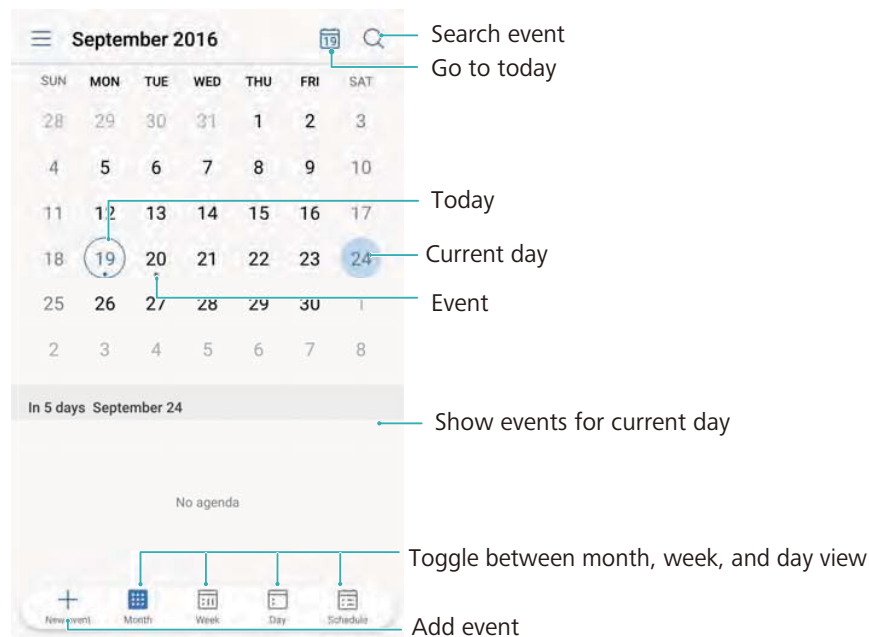 September 2016
19
Search event
Go to today
SUN MON TUE WED THU FRI SAT
28 29 30 31 1 2 3
4 5 6 7 8 9 10
Today
11 12 13 14 15 16 17
Current day
18 19 20 21 22 23 24
Event
25 26 27 28 29 30 1
2 3 4 5 6 7 8
In 5 days September 24
Show events for current day
No agenda
Toggle between month, week, and day view
New event Month Week Day Schedule
Add event